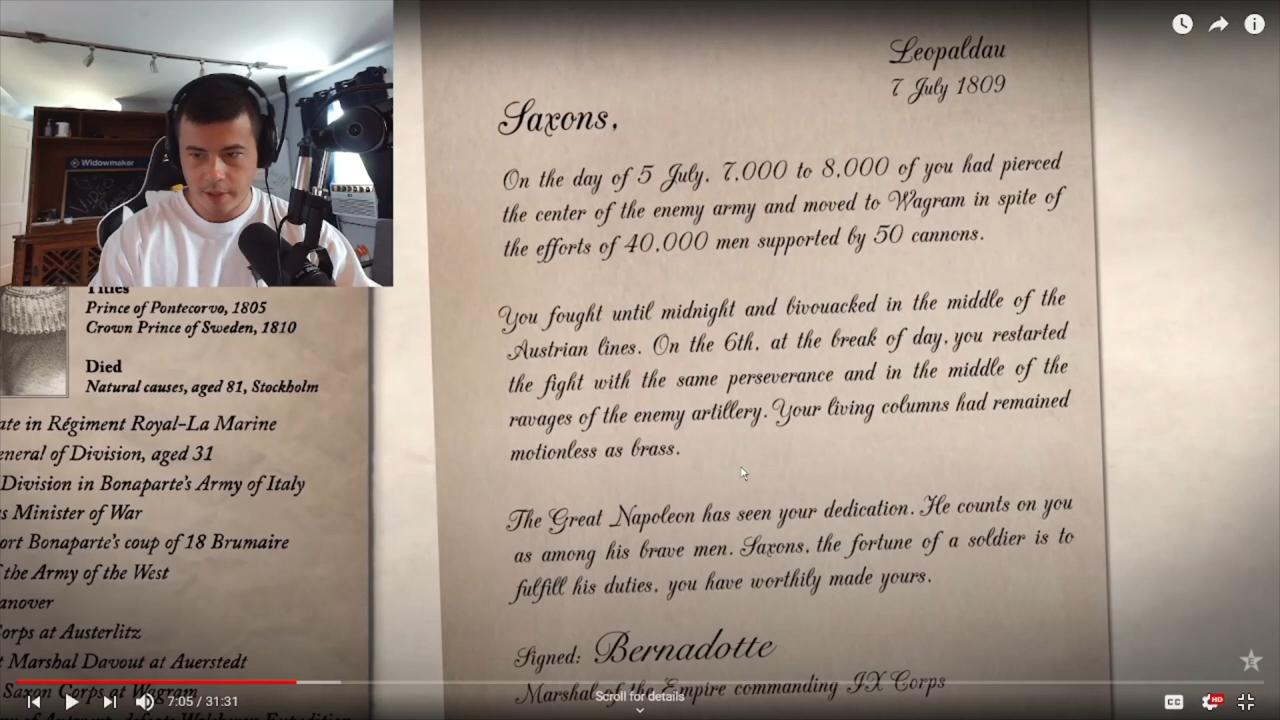 Widowmaker
Titles
Prince of Pontecorvo, 1805
Crown Prince of Sweden, 1810
Died
Natural causes, aged 81, Stockholm
ate in Régiment Royal-La Marine
eneral of Division, aged 31
Division in Bonaparte's Army of Italy
s Minister of War
ort Bonaparte's coup of 18 Brumaire
f the Army of the West
anover
orps at Austerlitz
t Marshal Davout at Auerstedt
Saxon Corps at Wagram
Leopaldau
7 July 1809
Saxons,
On the day of 5 July, 7,000 to 8,000 of you had pierced
the center of the enemy army and moved to Wagram in spite of
the efforts of 40,000 men supported by 50 cannons.
You fought until midnight and bivouacked in the middle of the
Austrian lines. On the 6th, at the break of day, you restarted
the fight with the same perseverance and in the middle of the
ravages of the enemy artillery. Your living columns had remained
motionless as brass.
The Great Napoleon has seen your dedication. He counts on you
as among his brave men. Saxons, the fortune of a soldier is to
fulfill his duties, you have worthily made yours.
Signed: Bernadotte
Marshal of the Empire commanding IX Corps
7:05 / 31:31
Scroll for details
CC
HD
E